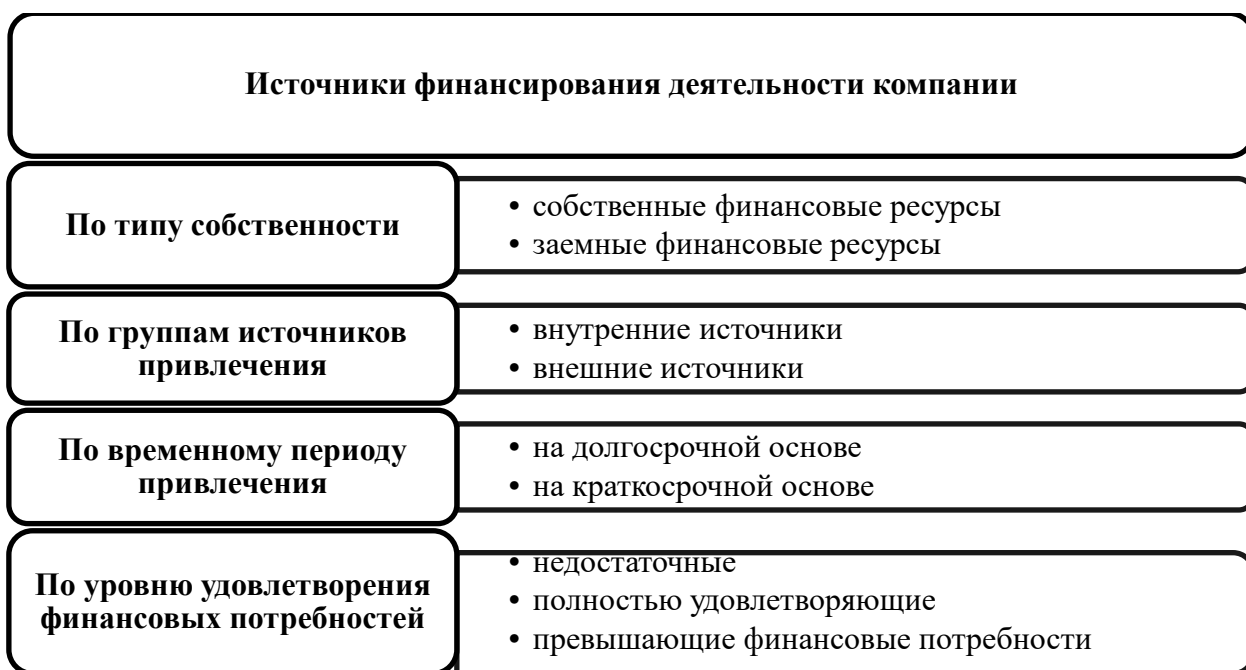 Источники финансирования деятельности компании
По типу собственности
• собственные финансовые ресурсы
• заемные финансовые ресурсы
По группам источников
привлечения
• внутренние источники
• внешние источники
По временному периоду
привлечения
• на долгосрочной основе
• на краткосрочной основе
По уровню удовлетворения
финансовых потребностей
• недостаточные
• полностью удовлетворяющие
• превышающие финансовые потребности